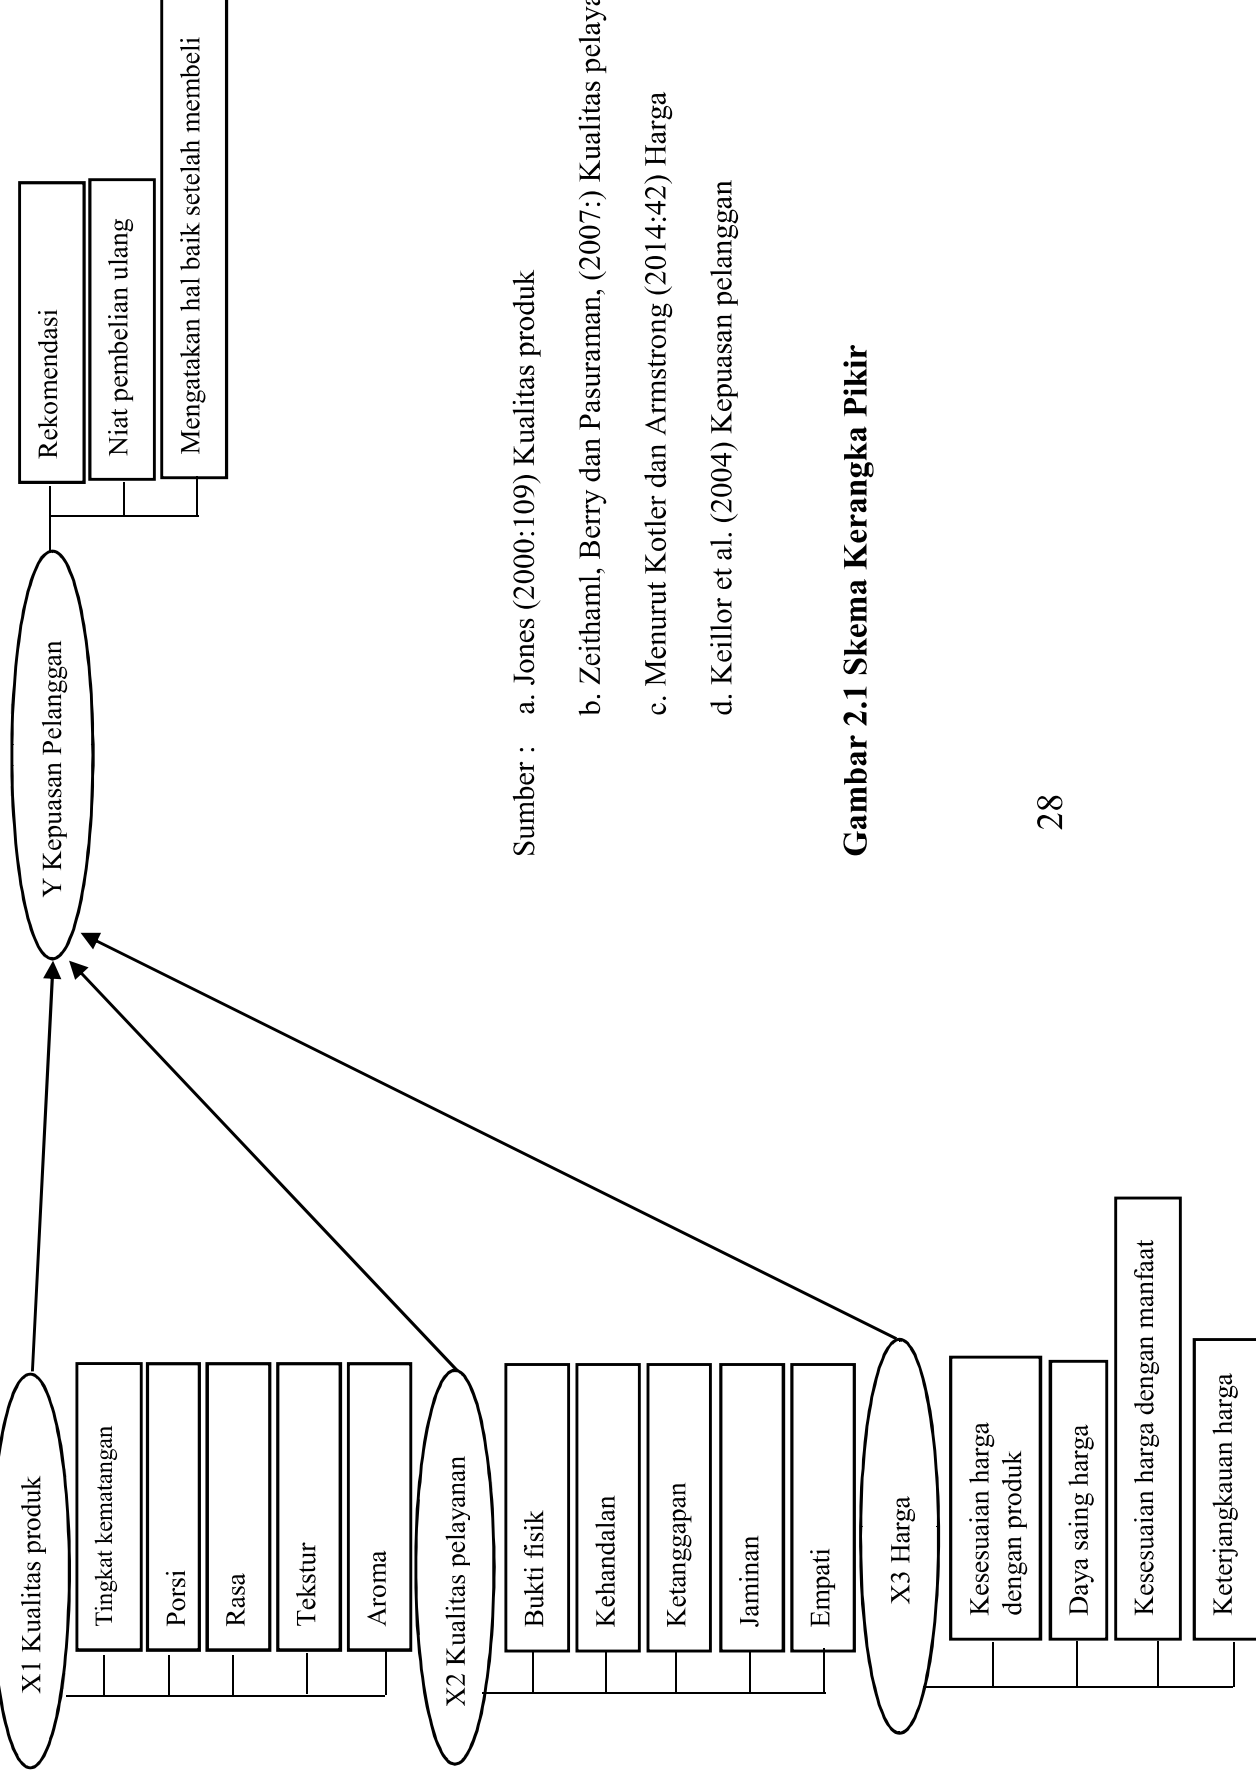 X1 Kualitas produk
Tingkat kematangan
Porsi
Rasa
Tekstur
Aroma
X2 Kualitas pelayanan
Bukti fisik
Kehandalan
Ketanggapan
Jaminan
Empati
X3 Harga
Kesesuaian harga
dengan produk
Daya saing harga
Kesesuaian harga dengan manfaat
Keterjangkauan harga
Y Kepuasan Pelanggan
Rekomendasi
Niat pembelian ulang
Mengatakan hal baik setelah membeli
Sumber : a. Jones (2000:109) Kualitas produk
b. Zeithaml, Berry dan Pasuraman, (2007:) Kualitas
c. Menurut Kotler dan Armstrong (2014:42) Harga
d. Keillor et al. (2004) Kepuasan pelanggan
Gambar 2.1 Skema Kerangka Pikir
28